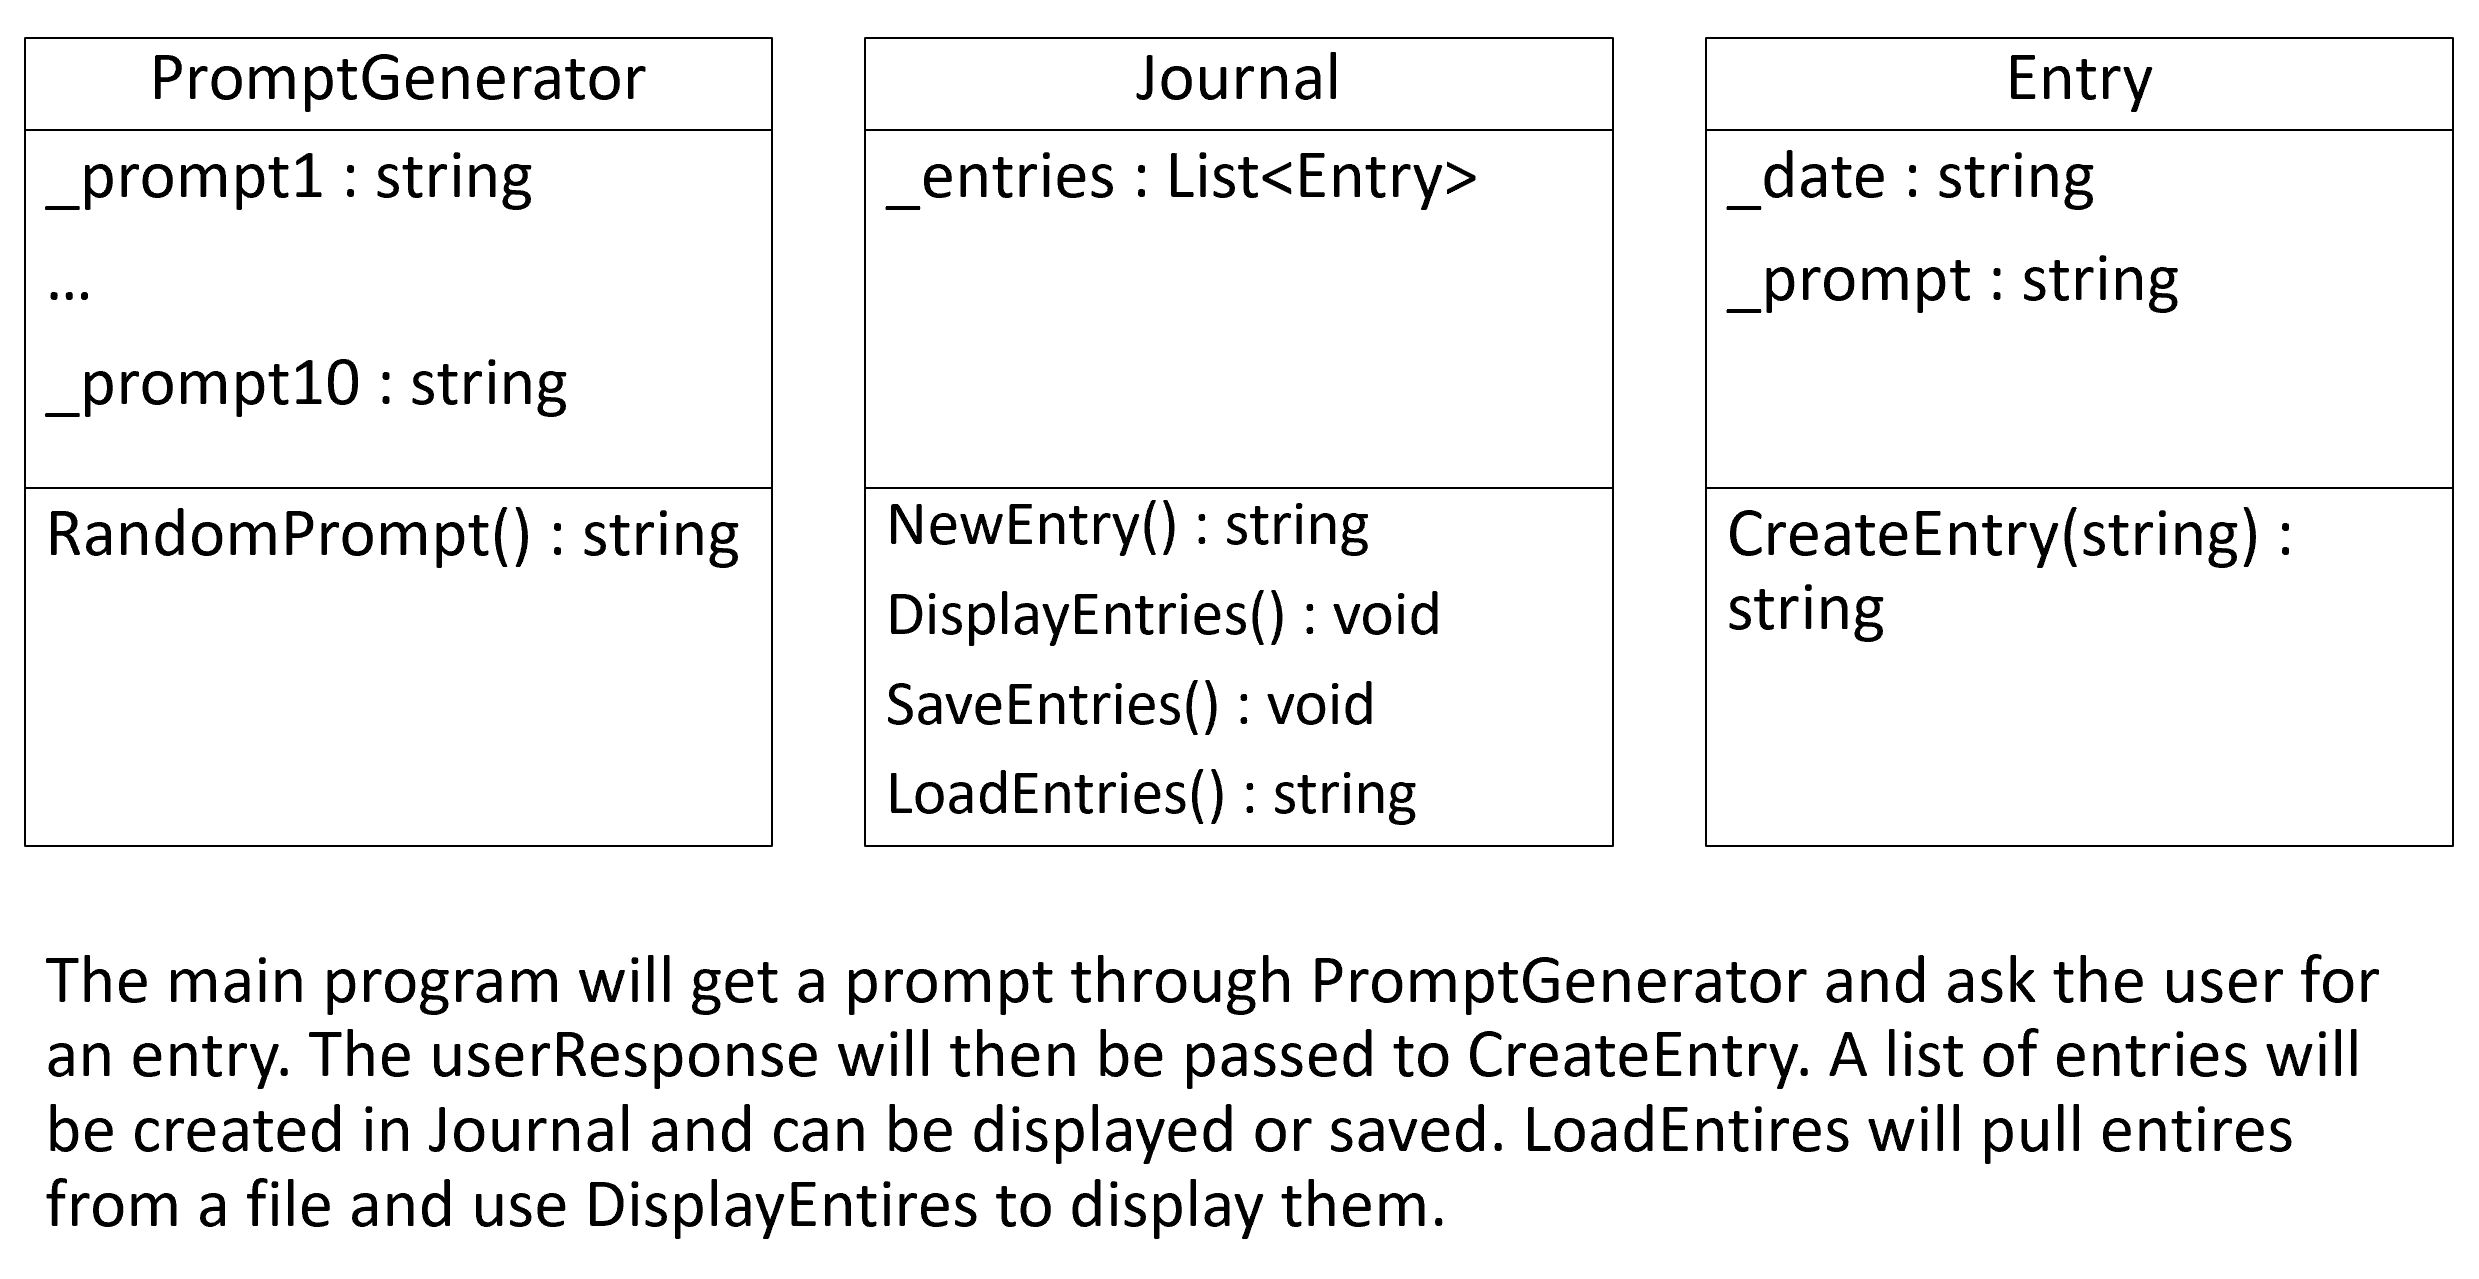 PromptGenerator
_prompt1 : string
...
_prompt10 : string
RandomPrompt() : string
Journal
_entries : List<Entry>
NewEntry() : string
DisplayEntries() : void
SaveEntries() : void
LoadEntries() : string
Entry
_date : string
_prompt : string
CreateEntry(string) :
string
The main program will get a prompt through PromptGenerator and ask the user for
an entry. The userResponse will then be passed to CreateEntry. A list of entries will
be created in Journal and can be displayed or saved. LoadEntires will pull entires
from a file and use DisplayEntires to display them.